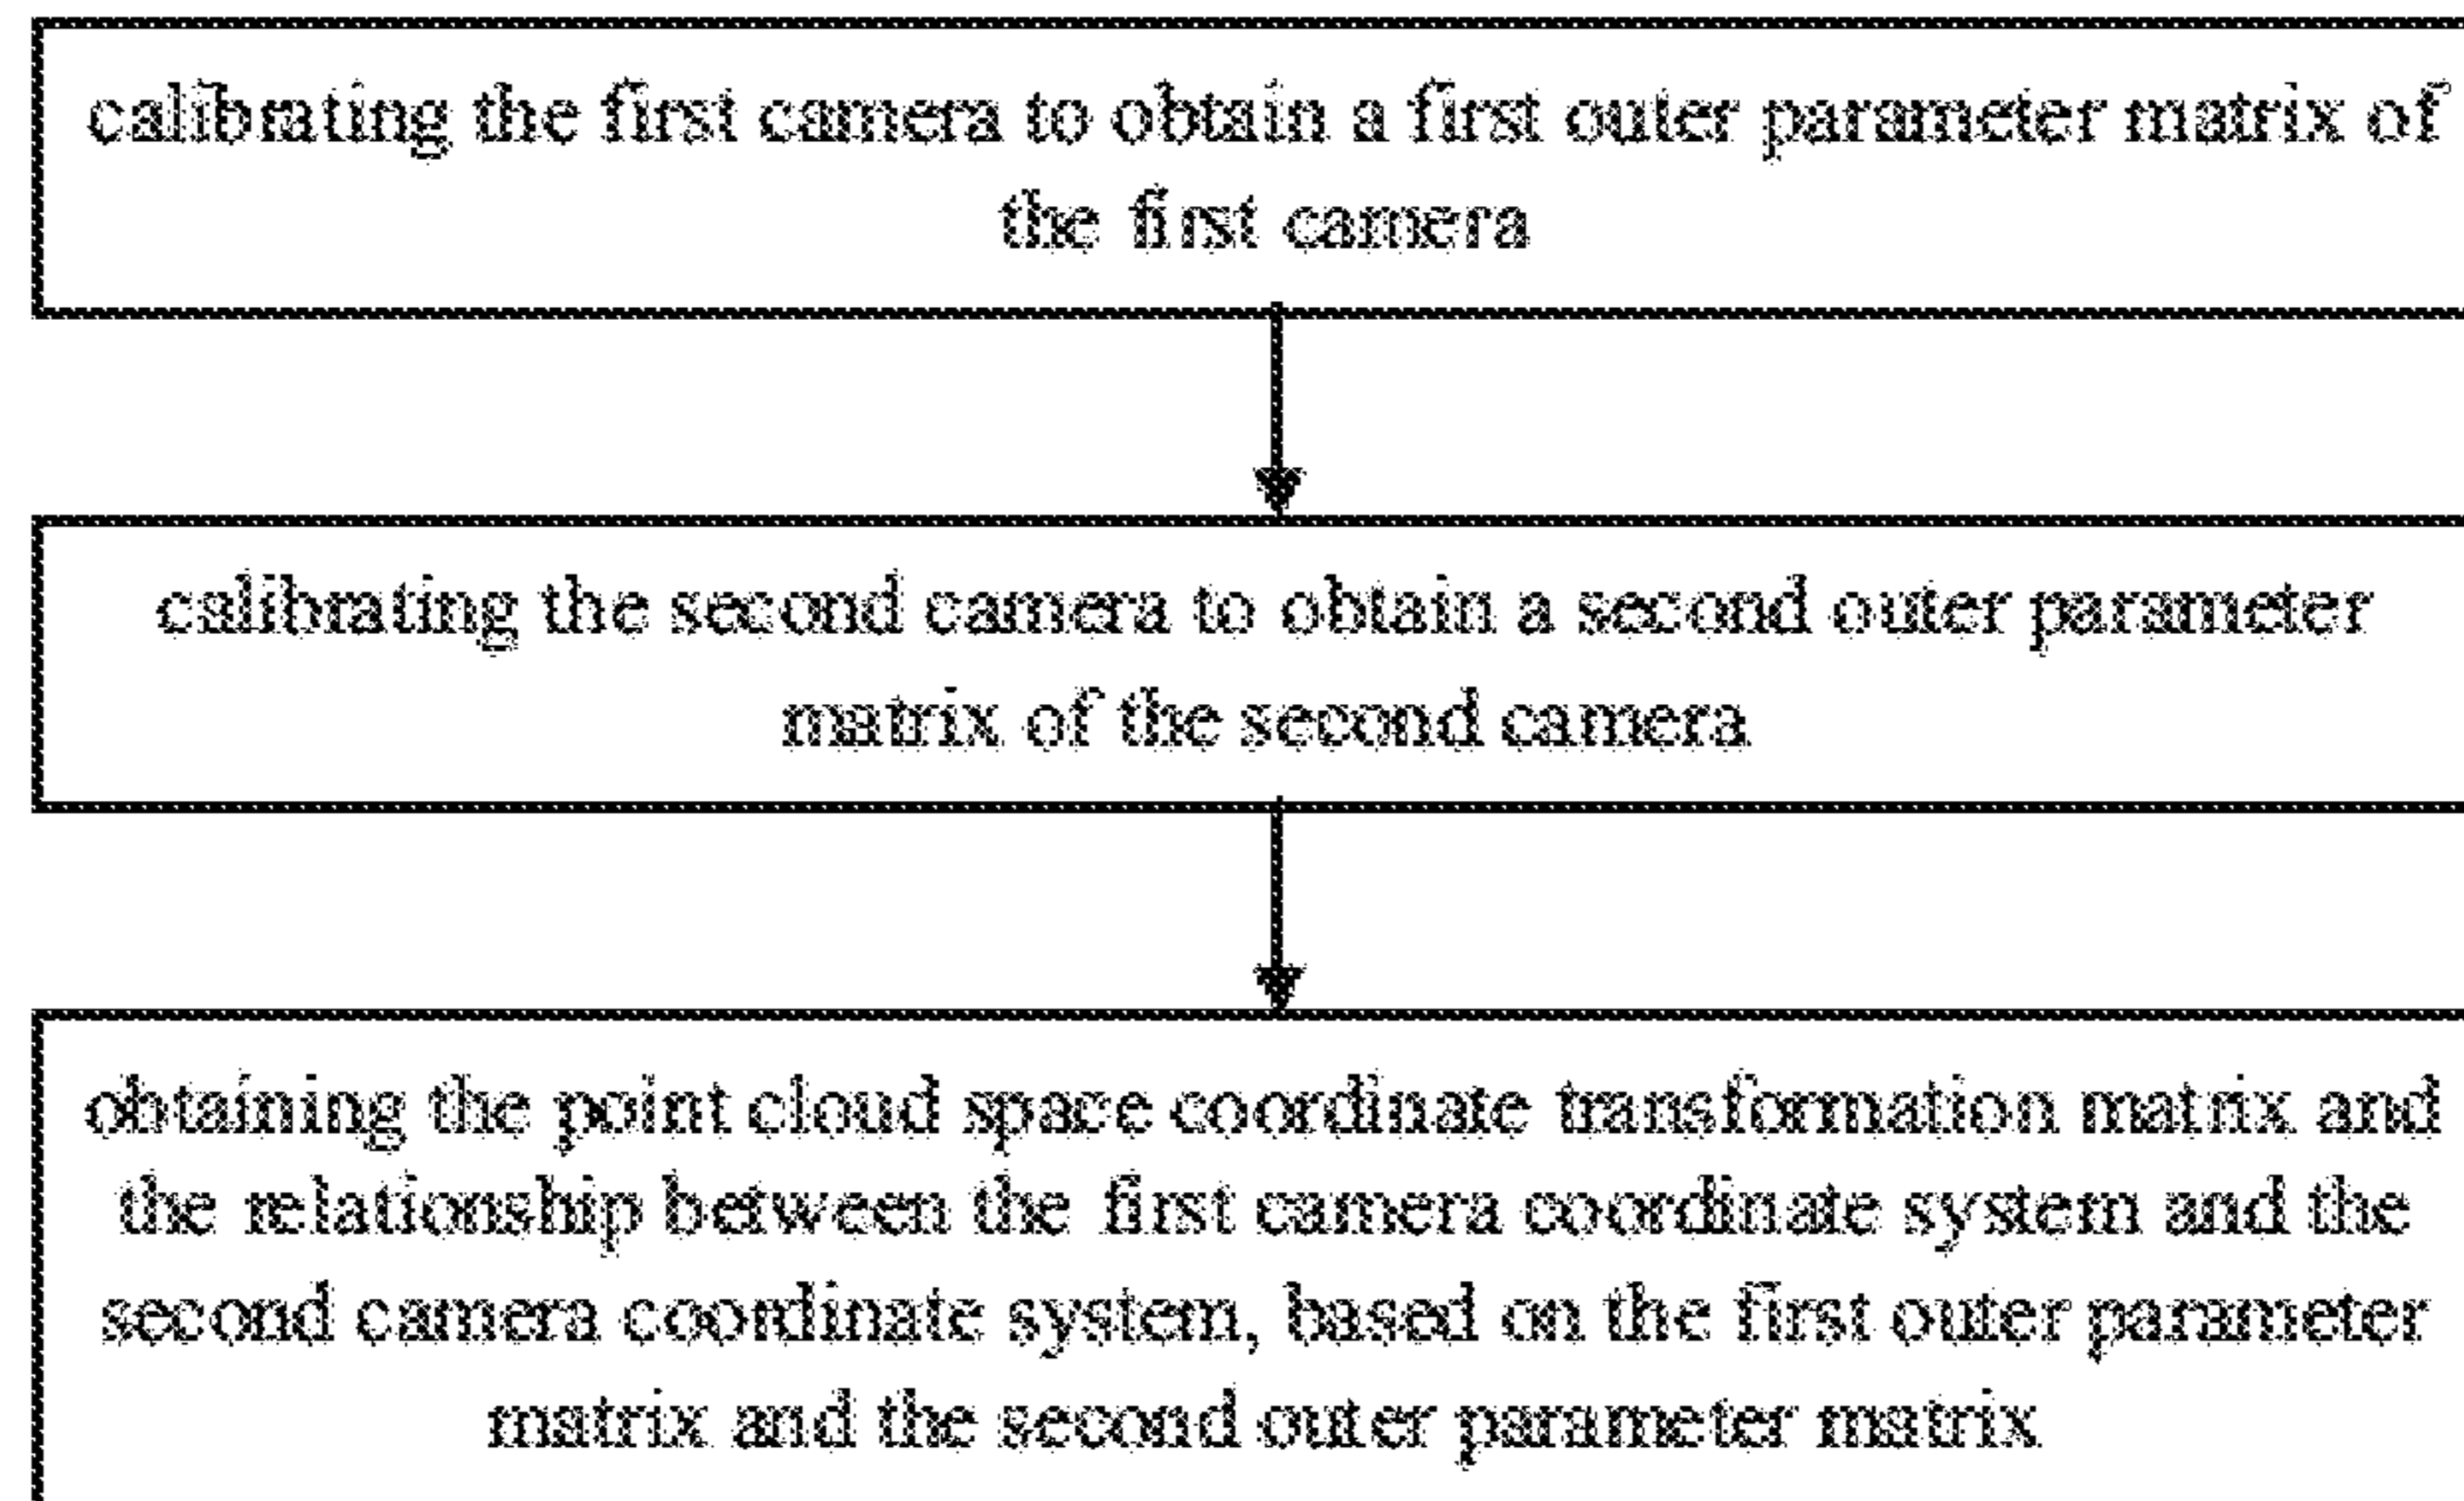 calibrating the first camera to obtain a first outer parameter matrix of
the first camera
calibrating the second camera to obtain a second outer parameter
matrix of the second camera
obtaining the point cloud space coordinate transformation matrix and
the relationship between the first camera coordinate system and the
second camera coordinate system, based on the first outer parameter
matrix and the second outer parameter matrix